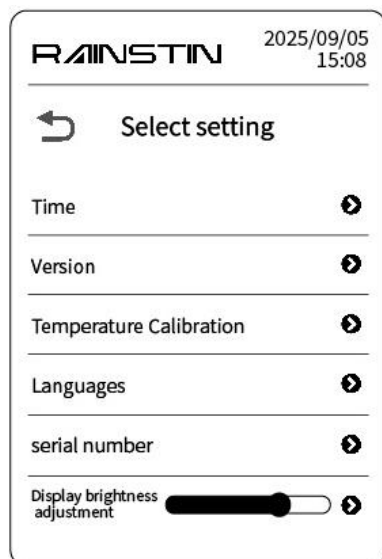 RAINSTIN
2025/09/05
15:08
Select setting
Time
Version
Temperature Calibration
Languages
serial number
Display brightness
adjustment